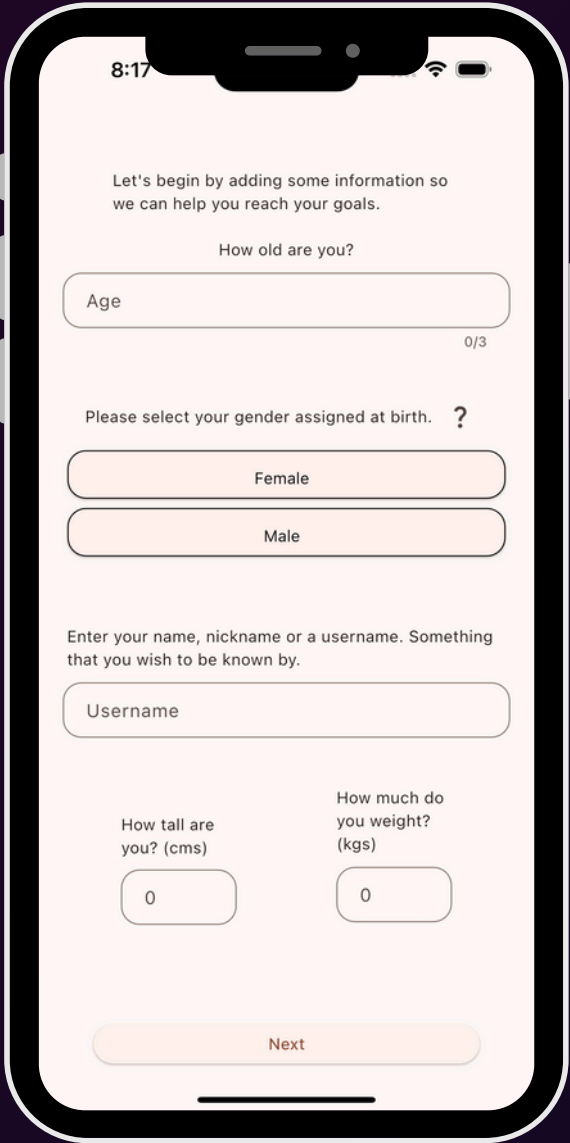 8:17
Let's begin by adding some information so
we can help you reach your goals.
How old are you?
Age
0/3
Please select your gender assigned at birth. ?
Female
Male
Enter your name, nickname or a username. Something
that you wish to be known by.
Username
How tall are
you? (cms)
0
How much do
you weight?
(kgs)
0
Next